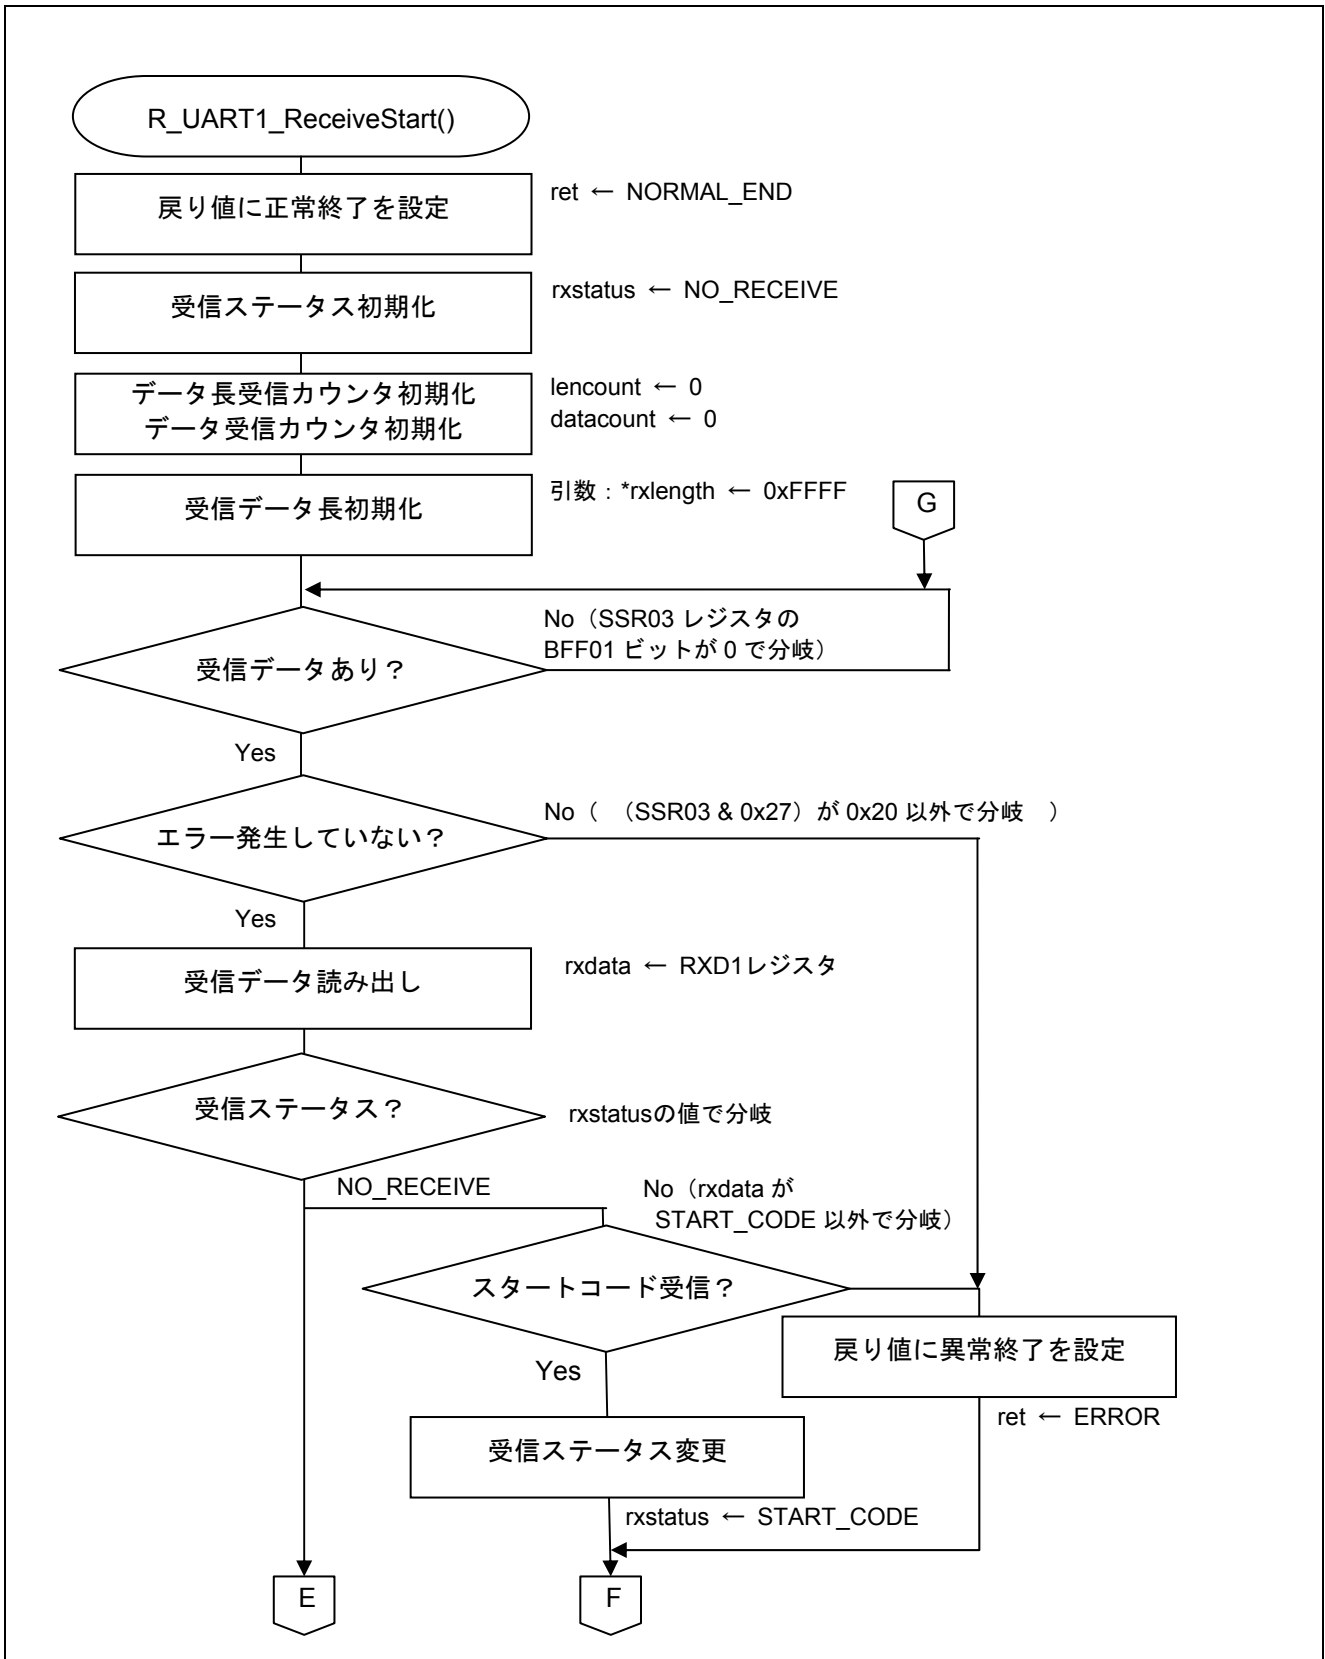 R_UART1_ReceiveStart()
戻り値に正常終了を設定
ret ← NORMAL_END
受信ステータス初期化
rxstatus ← NO_RECEIVE
データ長受信カウンタ初期化
データ受信カウンタ初期化
lencount ← 0
datacount ← 0
受信データ長初期化
引数：*rxlength ← 0xFFFF
G
受信データあり？
No（SSR03 レジスタの
BFF01 ビットが 0 で分岐）
Yes
エラー発生していない？
No（ （SSR03 & 0x27）が 0x20 以外で分岐 ）
Yes
受信データ読み出し
rxdata ← RXD1レジスタ
受信ステータス？
rxstatusの値で分岐
NO_RECEIVE
No（rxdata が
START_CODE 以外で分岐）
スタートコード受信？
戻り値に異常終了を設定
Yes
ret ← ERROR
受信ステータス変更
rxstatus ← START_CODE
E
F